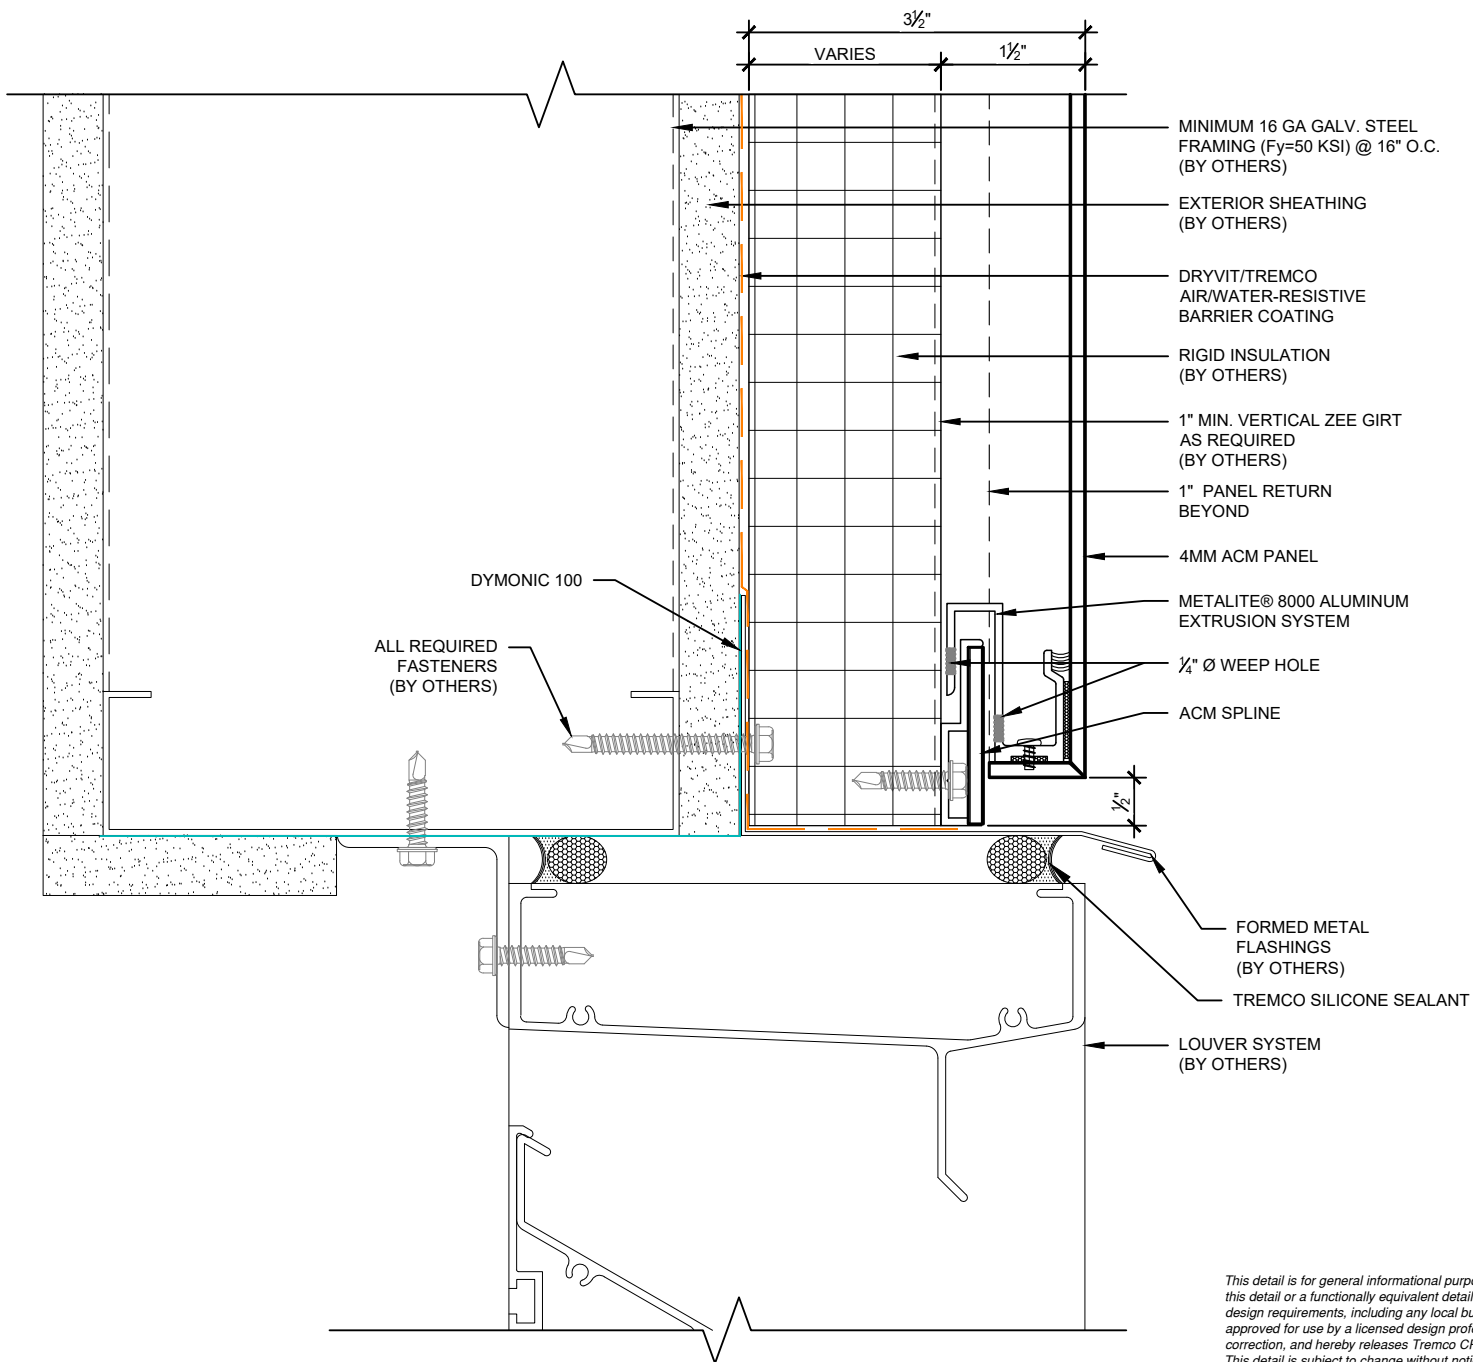 3½"
VARIES
1½"
MINIMUM 16 GA GALV. STEEL
FRAMING (Fy=50 KSI) @ 16" O.C.
(BY OTHERS)
EXTERIOR SHEATHING
(BY OTHERS)
DRYVIT/TREMCO
AIR/WATER-RESISTIVE
BARRIER COATING
RIGID INSULATION
(BY OTHERS)
1" MIN. VERTICAL ZEE GIRT
AS REQUIRED
(BY OTHERS)
1" PANEL RETURN
BEYOND
4MM ACM PANEL
DYMONIC 100
METALITE® 8000 ALUMINUM
EXTRUSION SYSTEM
ALL REQUIRED
FASTENERS
(BY OTHERS)
¼" Ø WEEP HOLE
ACM SPLINE
½"
FORMED METAL
FLASHINGS
(BY OTHERS)
TREMCO SILICONE SEALANT
LOUVER SYSTEM
(BY OTHERS)
This detail is for general informational
this detail or a functionally equivalent
design requirements, including any local
approved for use by a licensed design
correction, and hereby releases Tremco
This detail is subject to change without